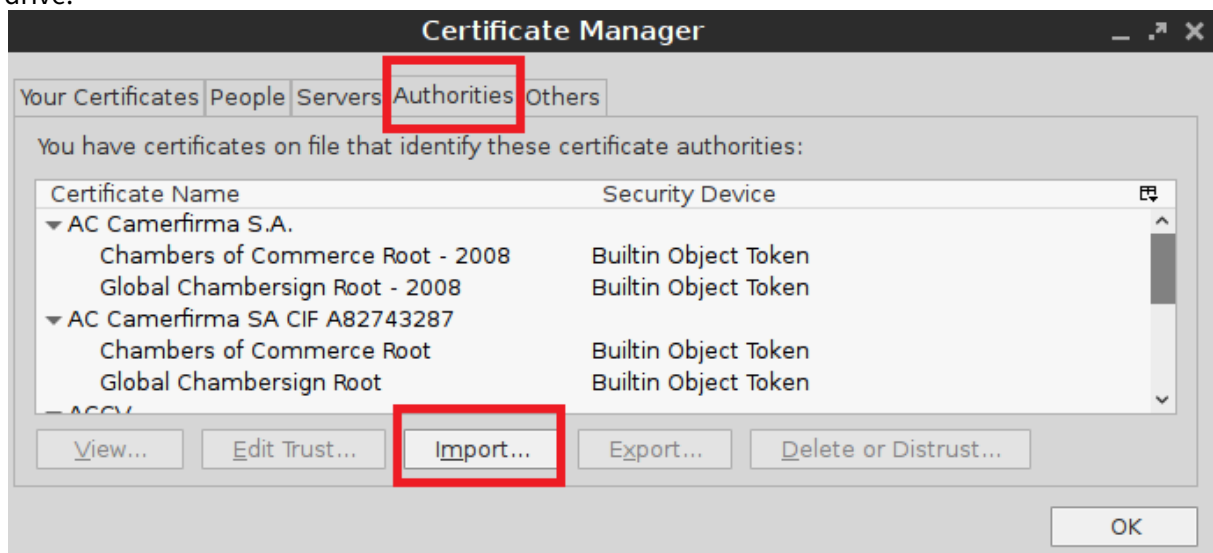 drive.
Certificate Manager
Your Certificates People Servers Authorities Others
You have certificates on file that identify these certificate authorities:
Certificate Name Security Device
AC Camerfirma S.A.
Chambers of Commerce Root - 2008 Builtin Object Token
Global Chambersign Root - 2008 Builtin Object Token
AC Camerfirma SA CIF A82743287
Chambers of Commerce Root Builtin Object Token
Global Chambersign Root Builtin Object Token
ACCV
View... Edit Trust... Import... Export... Delete or Distrust...
OK